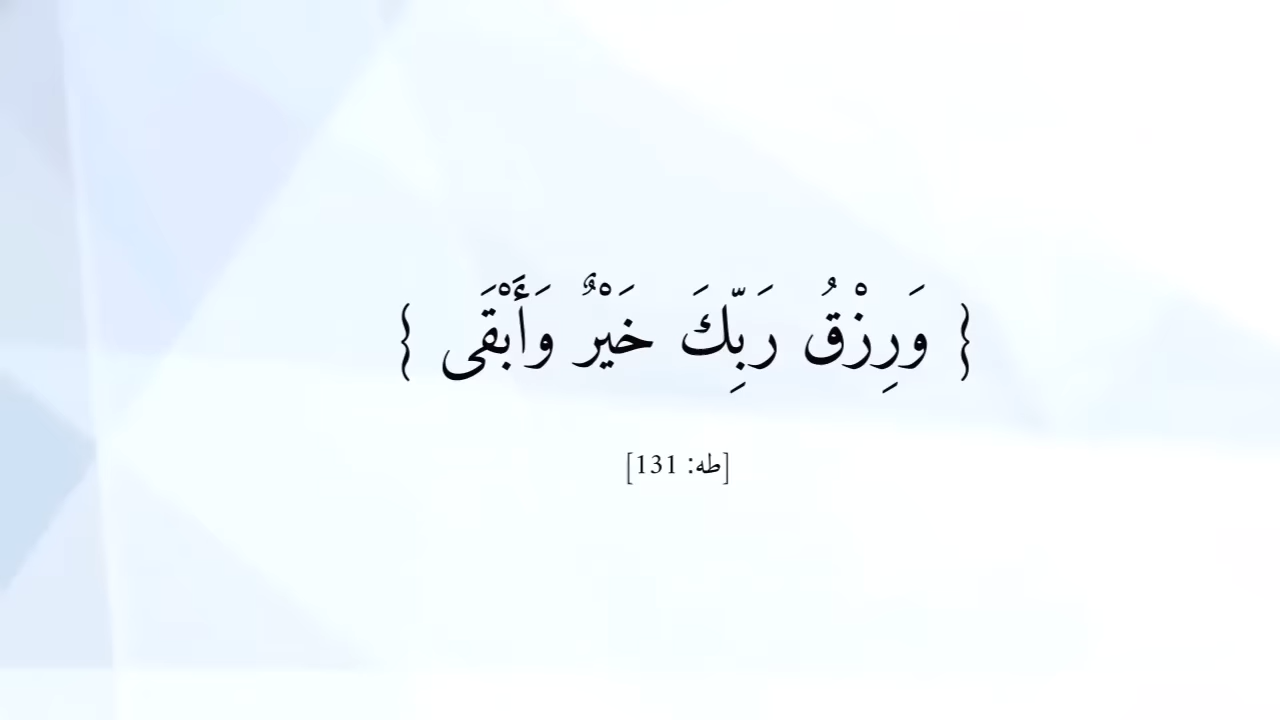 { وَرِزْقُ رَبِّكَ خَيْرٌ وَأَبْقَى }
[طه: 131]